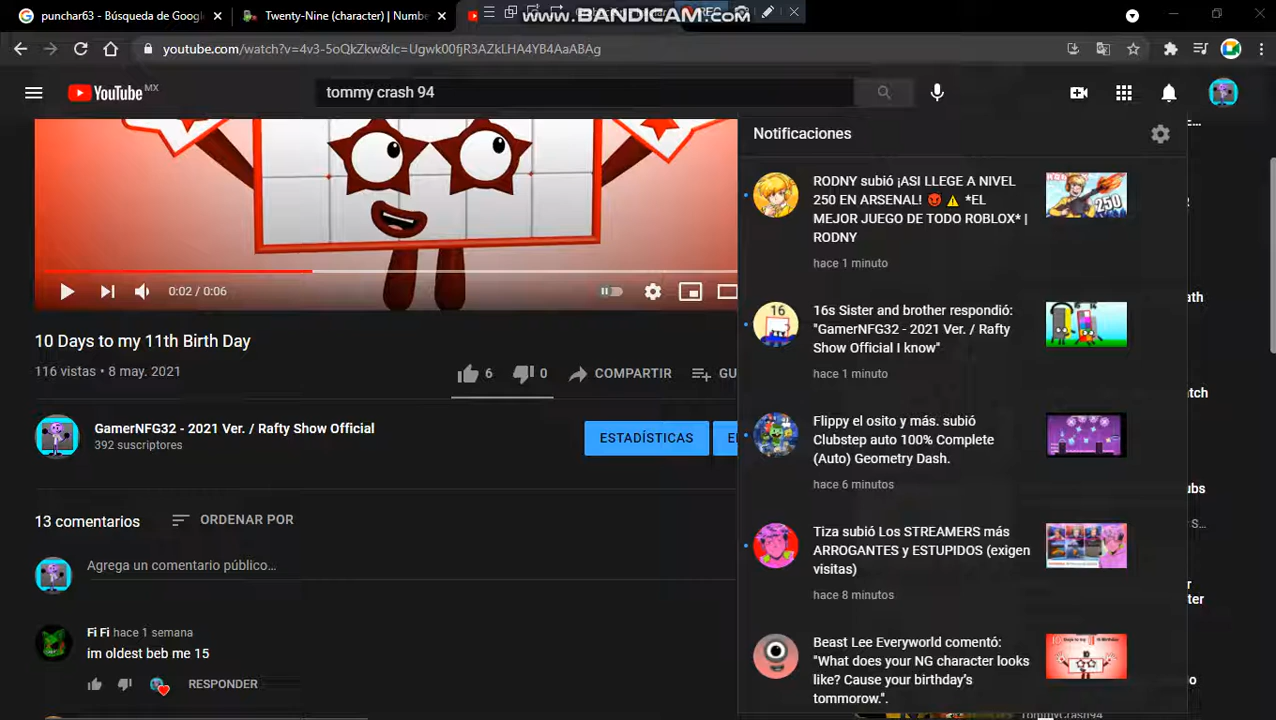 puncharr63 - Búsqueda de Goog
Twenty-Nine (character) | Numbe
www.BANDICAM.com
REC
youtube.com/watch?v=4v3-5oQkZkw&lc=Ugwk00fjR3AZkLHA4YB4AaABAg
YouTube MX
tommy crash 94
Notificaciones
RODNY subió ¡ASI LLEGE A NIVEL
250 EN ARSENAL! 😈 ⚠️ *EL
MEJOR JUEGO DE TODO ROBLOX* |
RODNY
hace 1 minuto
250
16
16s Sister and brother respondió:
"GamerNFG32 - 2021 Ver. / Rafty
Show Official I know"
hace 1 minuto
Flippy el osito y más. subió
Clubstep auto 100% Complete
(Auto) Geometry Dash.
hace 6 minutos
Tiza subió Los STREAMERS más
ARROGANTES y ESTUPIDOS (exigen
visitas)
hace 8 minutos
Beast Lee Everyworld comentó:
"What does your NG character looks
like? Cause your birthday's
tommorow.".
0:02 / 0:06
10 Days to my 11th Birth Day
116 vistas • 8 may. 2021
6
0
COMPARTIR
GU
GamerNFG32 - 2021 Ver. / Rafty Show Official
392 suscriptores
ESTADÍSTICAS
13 comentarios
ORDENAR POR
Agrega un comentario público...
Fi Fi hace 1 semana
im oldest beb me 15
RESPONDER